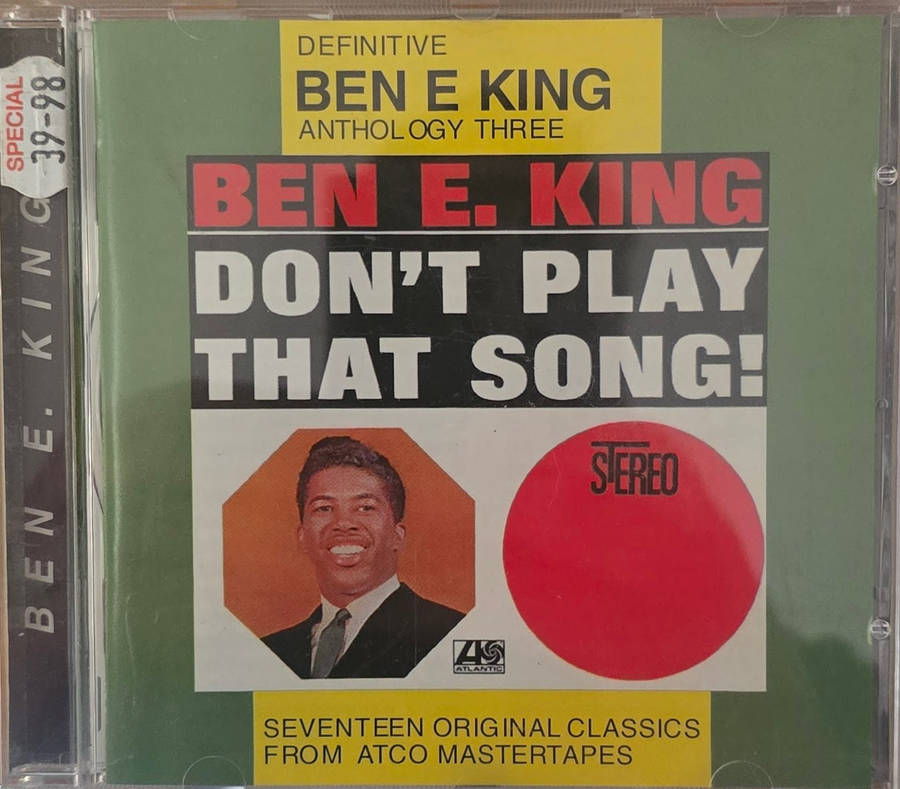 DEFINITIVE
BEN E KING
ANTHOLOGY THREE
BEN E. KING
DON'T PLAY
THAT SONG!
STEREO
ATLANTIC
SEVENTEEN ORIGINAL CLASSICS
FROM ATCO MASTERTAPES
SPECIAL
39-98
BEN E. KING